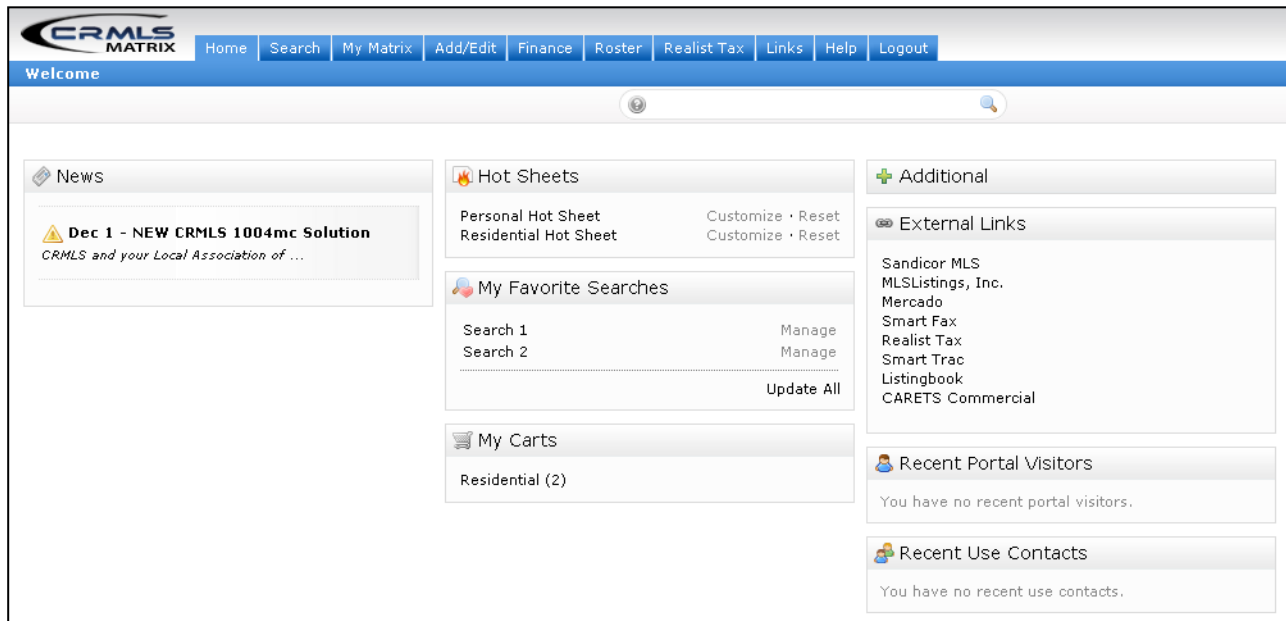 CRMLS
MATRIX
Home Search My Matrix Add/Edit Finance Roster Realist Tax Links Help Logout
Welcome
News
Dec 1 - NEW CRMLS 1004mc Solution
CRMLS and your Local Association of ...
Hot Sheets
Personal Hot Sheet Customize · Reset
Residential Hot Sheet Customize · Reset
My Favorite Searches
Search 1 Manage
Search 2 Manage
Update All
My Carts
Residential (2)
Additional
External Links
Sandicor MLS
MLSListings, Inc.
Mercado
Smart Fax
Realist Tax
Smart Trac
Listingbook
CARETS Commercial
Recent Portal Visitors
You have no recent portal visitors.
Recent Use Contacts
You have no recent use contacts.